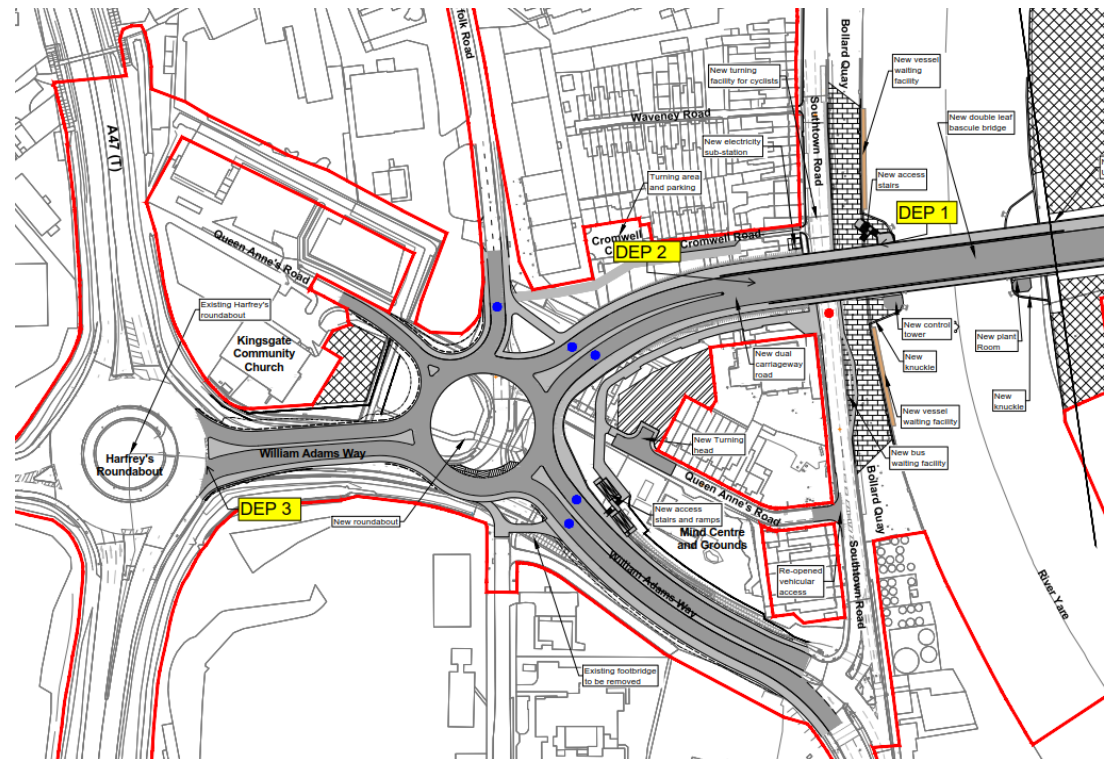 A47 (T)
folk Road
Bollard Quay
New turning
facility for cyclists
New vessel
waiting
facility
New double leaf
bascule bridge
Waveney Road
Southtown Road
New electricity
sub-station
Turning area
and parking
New access
stairs
DEP 1
Cromwell
Cromwell Road
DEP 2
Queen Anne's Road
Existing Harfrey's
roundabout
Kingsgate
Community
Church
New control
tower
New plant
Room
New dual
carriageway
road
New
knuckle
New
knuckle
New vessel
waiting facility
New Turning
head
Harfrey's
Roundabout
William Adams Way
New bus
waiting facility
DEP 3
New roundabout
Queen Anne's Road
Bollard Quay
New access
stairs and ramps
Mind Centre
and Grounds
William Adams Way
Re-opened
vehicular
access
Southtown Road
River Yare
Existing footbridge
to be removed